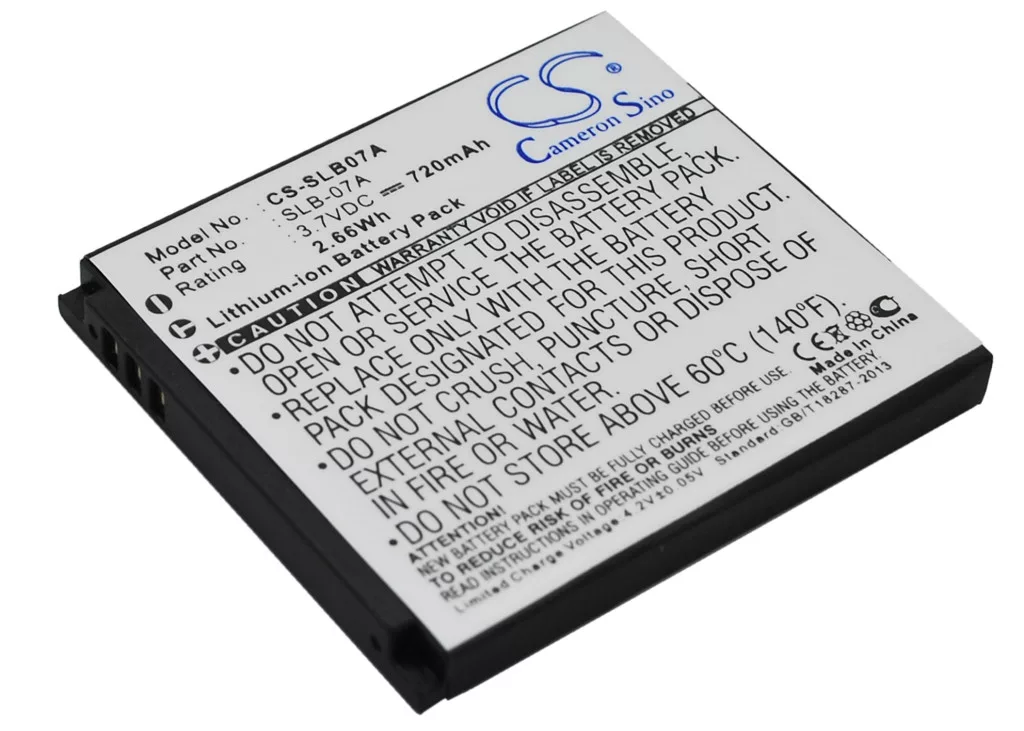 CS®
Cameron Sino
Model No. : CS-SLB07A
Part No. : SLB-07A
Rating : 3.7VDC ⎓ 720mAh
2.66Wh
Lithium-ion Battery Pack
CAUTION WARRANTY VOID IF LABEL REMOVED
•DO NOT ATTEMPT TO DISASSEMBLE,
OPEN OR SERVICE BATTERY PACK.
•REPLACE ONLY WITH THE SAME BATTERY
PACK DESIGNATED FOR YOUR PRODUCT.
•DO NOT CRUSH, PUNCTURE, SHORT
EXTERNAL CONTACTS OR DISPOSE OF
IN FIRE OR WATER.
•DO NOT STORE ABOVE 60°C (140°F).
CE
Made in China
ATTENTION!
NEW BATTERY PACK MUST BE FULLY CHARGED BEFORE USE.
TO REDUCE RISK OF FIRE OR BURNS
READ INSTRUCTIONS IN OPERATING GUIDE BEFORE INSTALLING BATTERY.
Limited Charge Voltage-4.2V±0.05V Standard:GB/T18287-2013